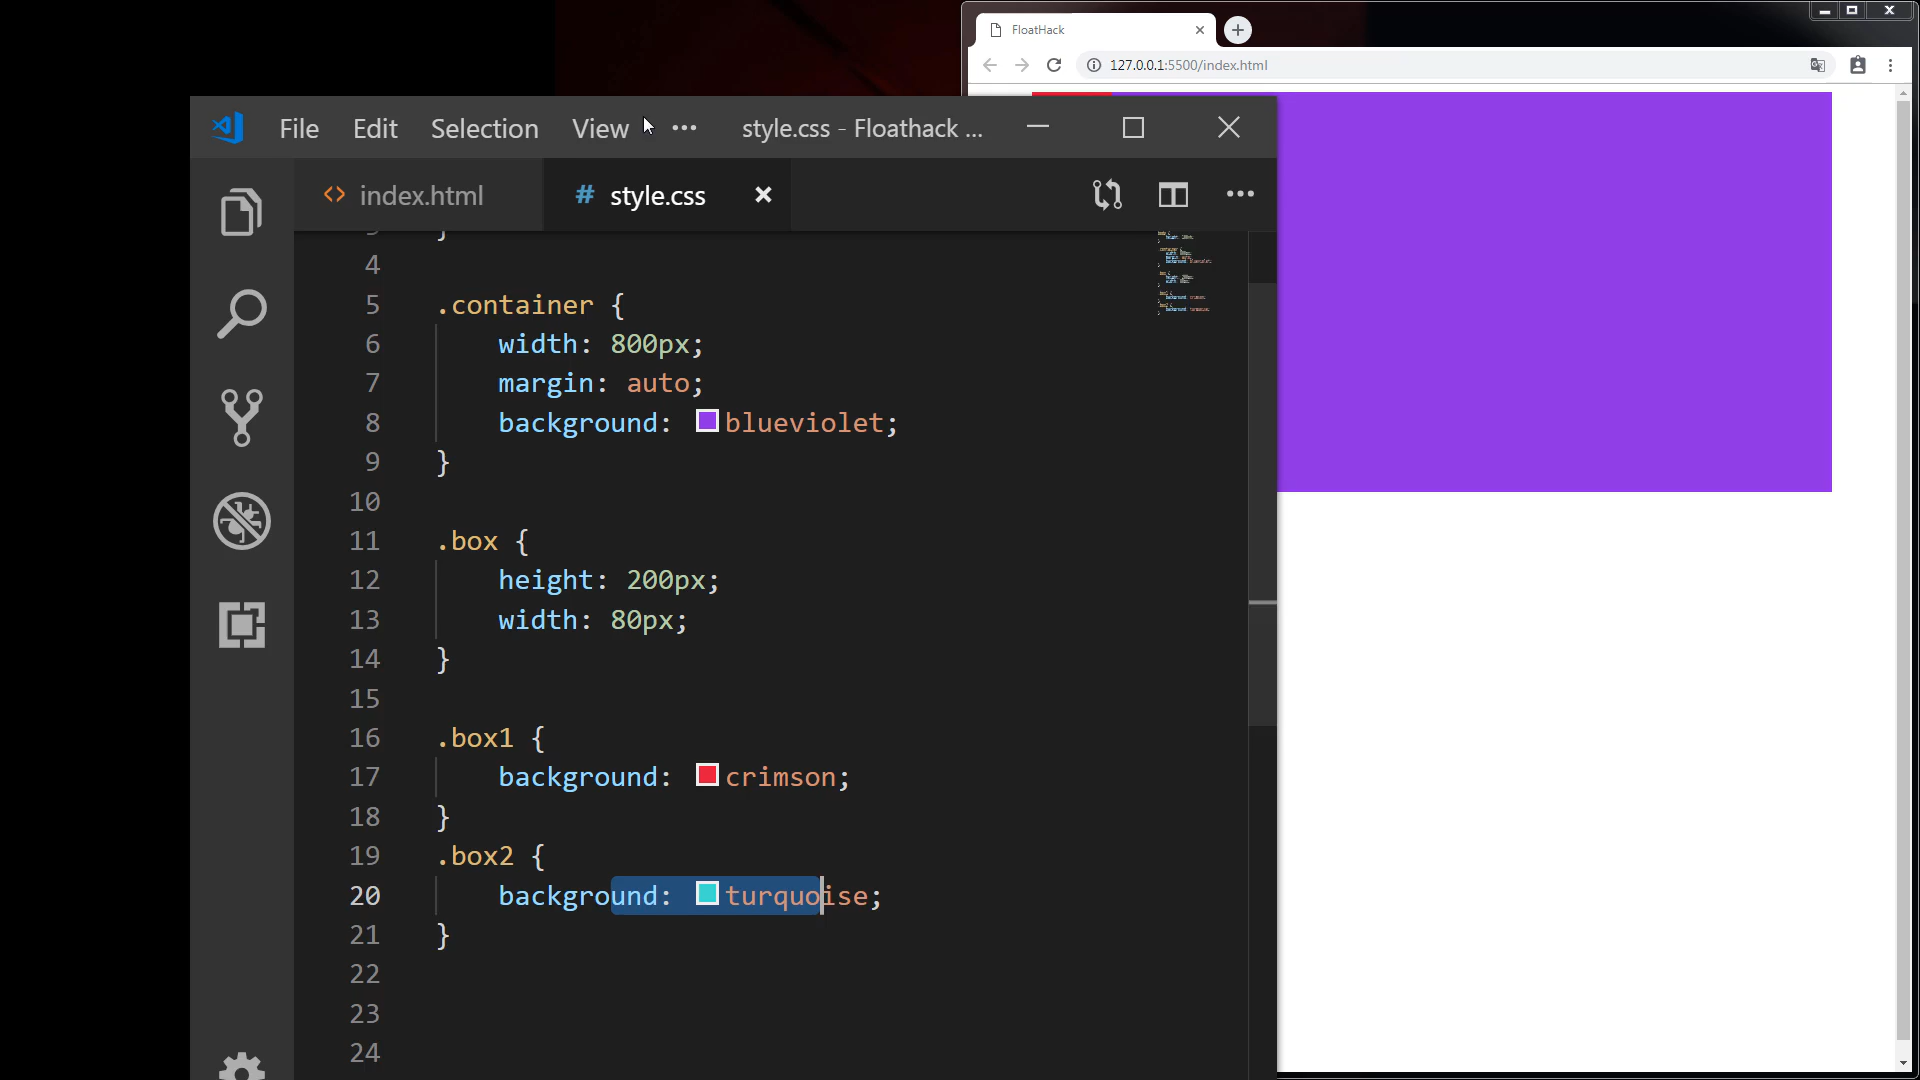 FloatHack
127.0.0.1:5500/index.html
File Edit Selection View ··· style.css - Floathack ...
<> index.html # style.css
}
4
5 .container {
6 width: 800px;
7 margin: auto;
8 background: blueviolet;
9 }
10
11 .box {
12 height: 200px;
13 width: 80px;
14 }
15
16 .box1 {
17 background: crimson;
18 }
19 .box2 {
20 background: turquoise;
21 }
22
23
24